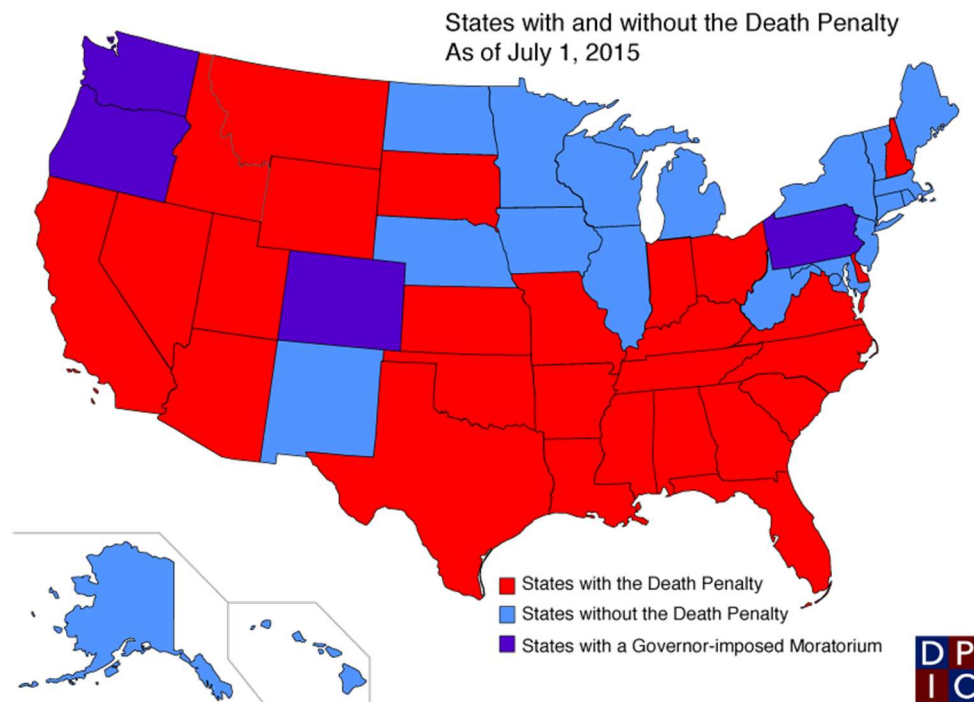 States with and without the Death Penalty
As of July 1, 2015
States with the Death Penalty
States without the Death Penalty
States with a Governor-imposed Moratorium
D P
I C